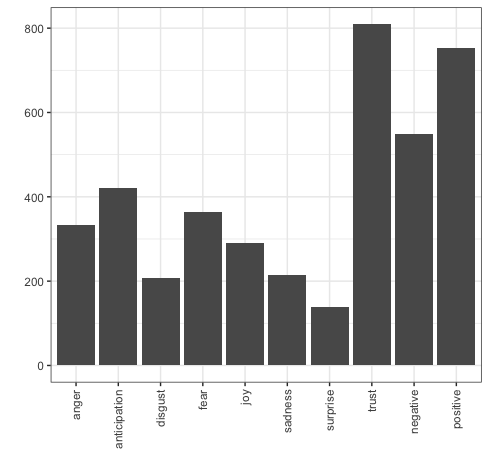 800
600
400
200
0
anger
anticipation
disgust
fear
joy
sadness
surprise
trust
negative
positive